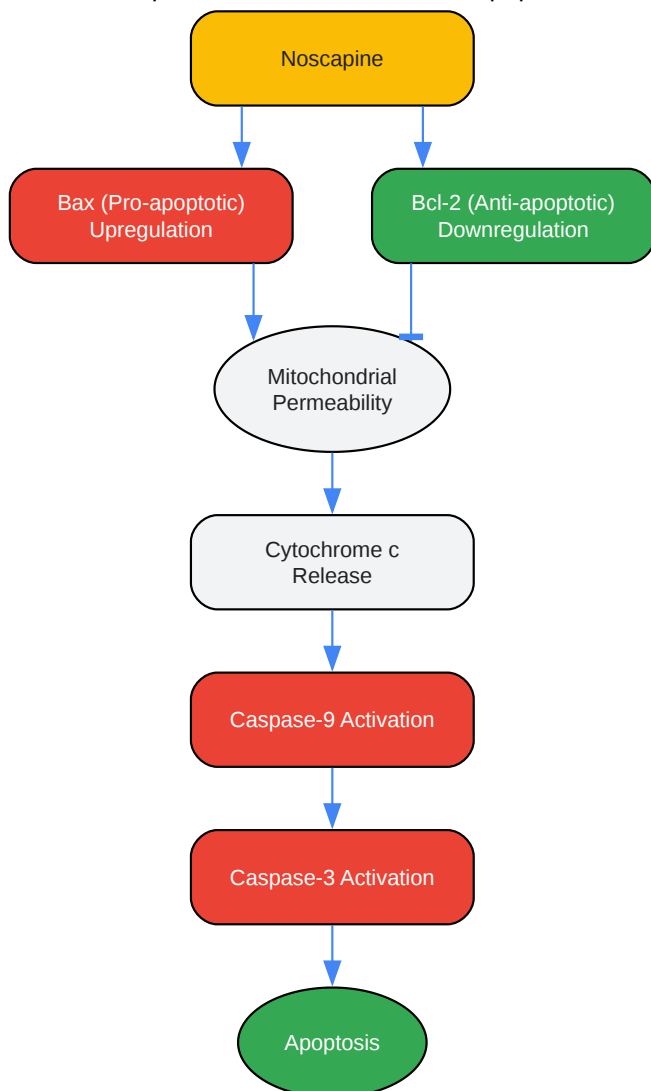 Noscapine
Bax (Pro-apoptotic)
Upregulation
Bcl-2 (Anti-apoptotic)
Downregulation
Mitochondrial
Permeability
Cytochrome c
Release
Caspase-9 Activation
Caspase-3 Activation
Apoptosis